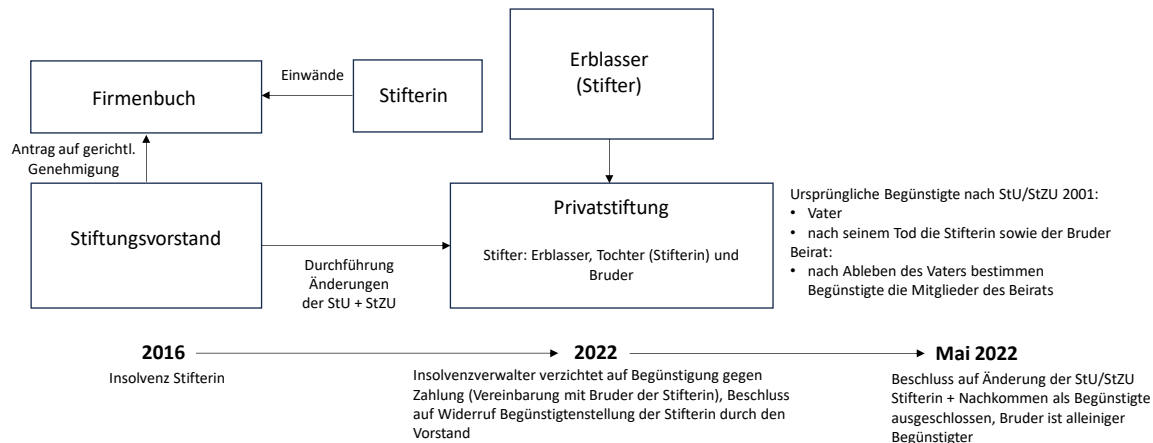 Erblasser
(Stifter)
Einwände
Firmenbuch
Stifterin
Antrag auf gerichtl.
Genehmigung
Stiftungsvorstand
Durchführung
Änderungen
der StU + StZU
Privatstiftung
Stifter: Erblasser, Tochter (Stifterin) und
Bruder
Ursprüngliche Begünstigte nach StU/StZU 2001:
• Vater
• nach seinem Tod die Stifterin sowie der Bruder
Beirat:
• nach Ableben des Vaters bestimmen
Begünstigte die Mitglieder des Beirats
2016
Insolvenz Stifterin
2022
Insolvenzverwalter verzichtet auf Begünstigung gegen
Zahlung (Vereinbarung mit Bruder der Stifterin), Beschluss
auf Widerruf Begünstigtenstellung der Stifterin durch den
Vorstand
Mai 2022
Beschluss auf Änderung der StU/StZU
Stifterin + Nachkommen als Begünstigte
ausgeschlossen, Bruder ist alleiniger
Begünstigter